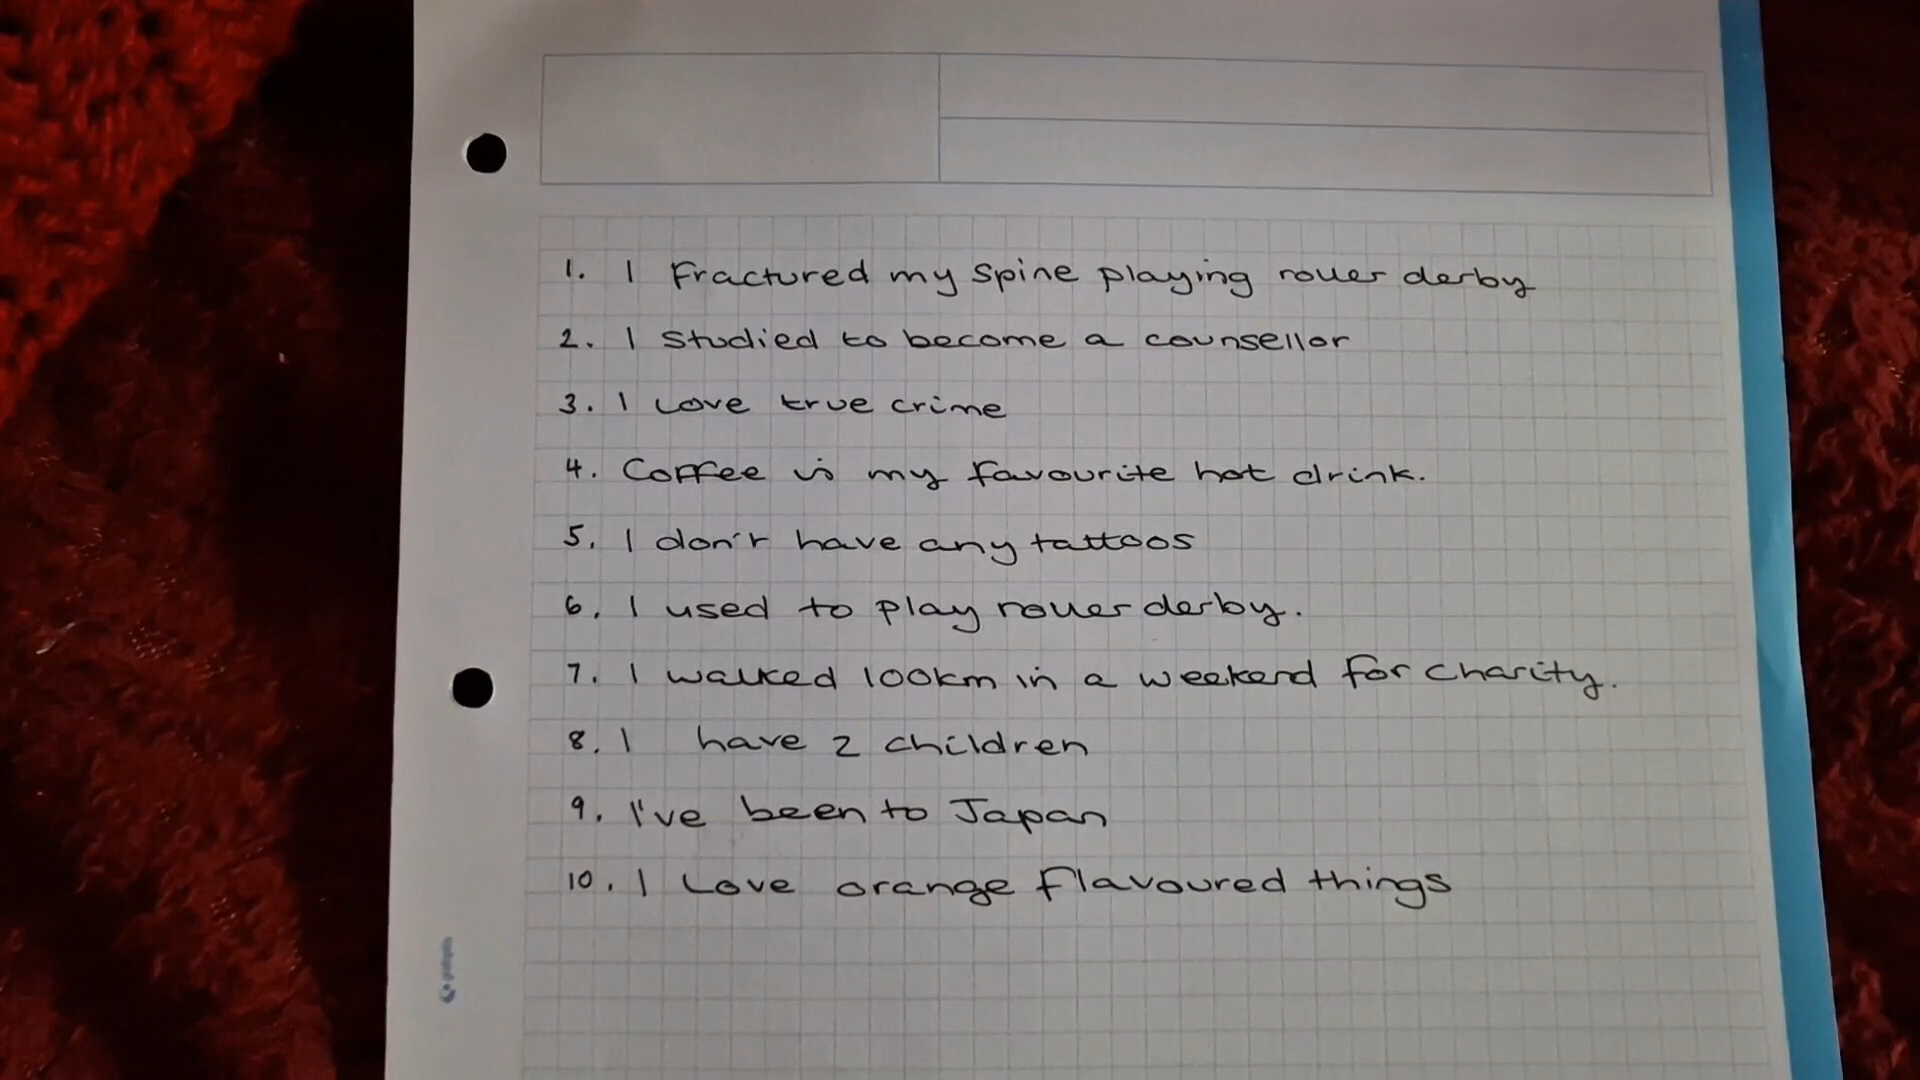 1. I Fractured my spine playing roller derby
2. I studied to become a counsellor
3. I love true crime
4. Coffee is my favourite hot drink.
5. I don't have any tattoos
6. I used to play roller derby.
7. I walked 100km in a weekend for charity.
8. I have 2 children
9. I've been to Japan
10. I Love orange flavoured things